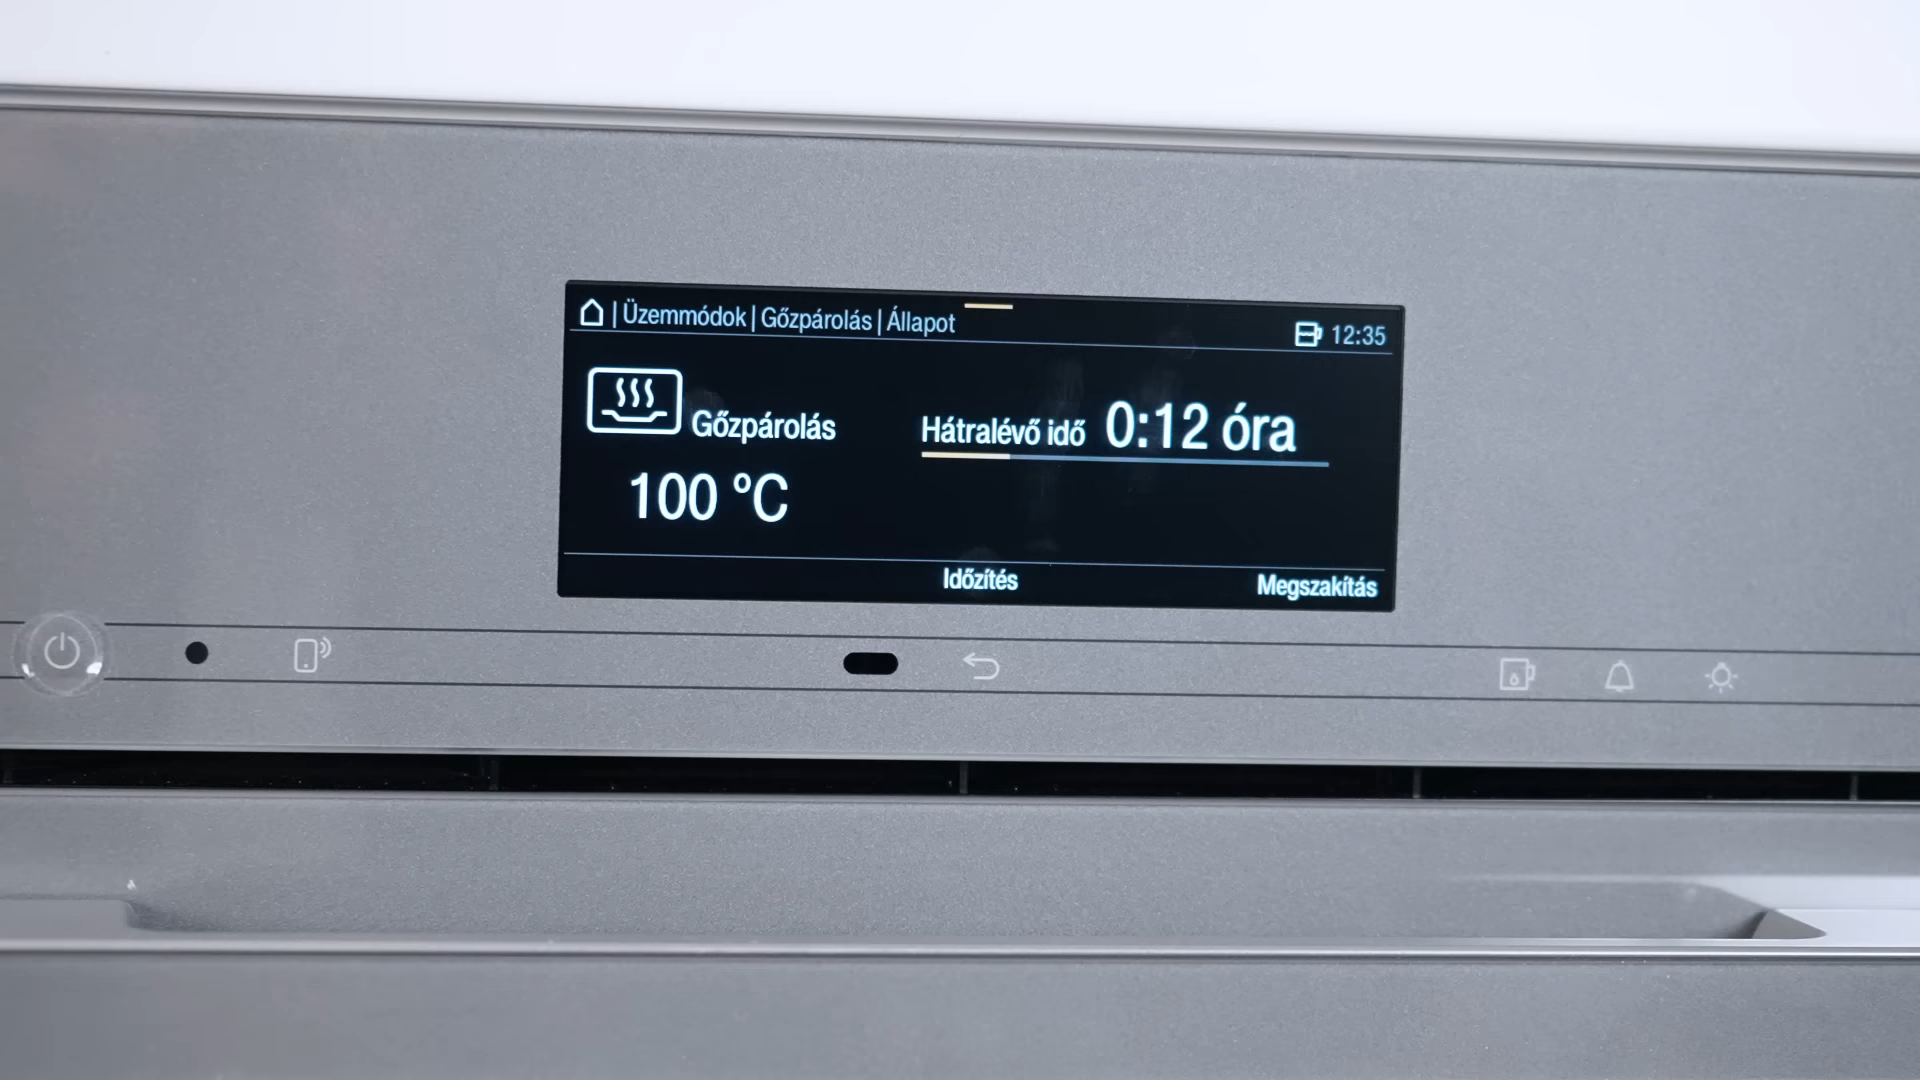 | Üzemmódok | Gőzpárolás | Állapot
12:35
Gőzpárolás
Hátralévő idő 0:12 óra
100 °C
Időzítés
Megszakítás